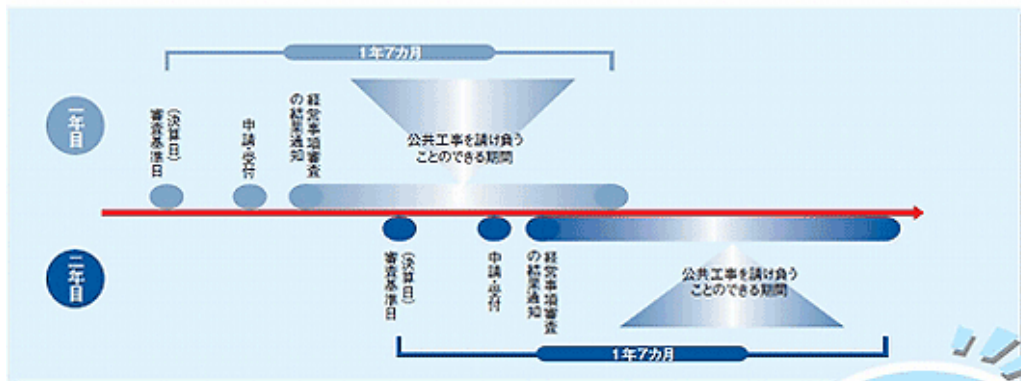 1年7カ月
一年目
審査基準日
(決算日)
申請・受付
経営事項審査
の結果通知
公共工事を請け負う
ことのできる期間
二年目
審査基準日
(決算日)
申請・受付
経営事項審査
の結果通知
公共工事を請け負う
ことのできる期間
1年7カ月